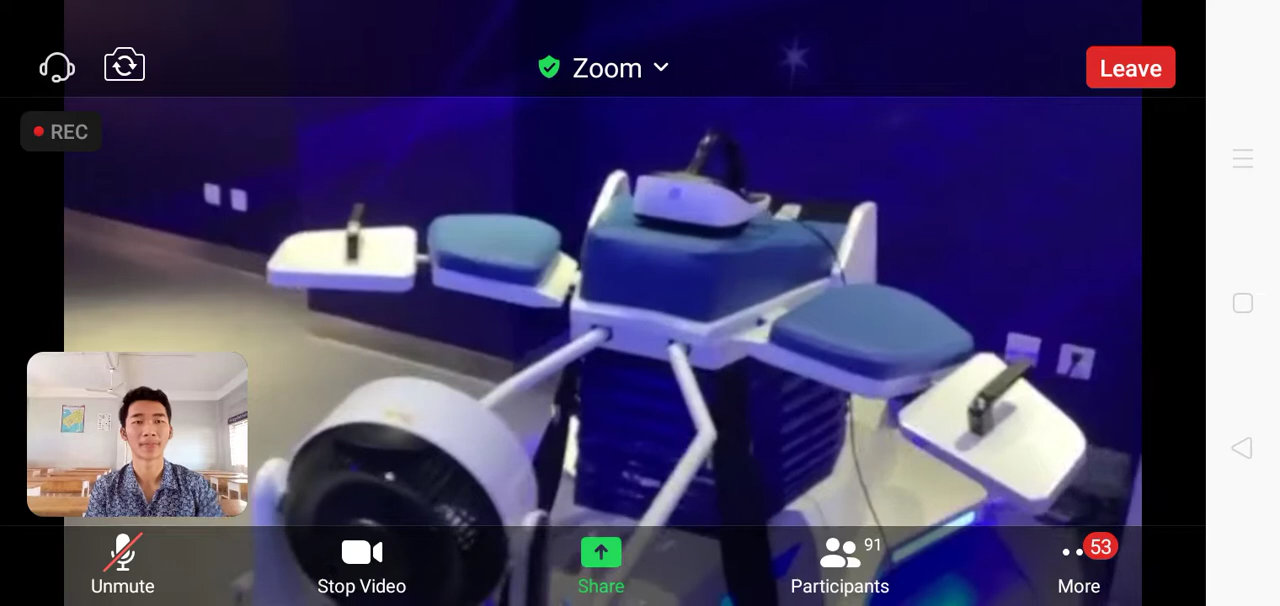 Zoom
Leave
REC
91
53
Unmute
Stop Video
Share
Participants
More